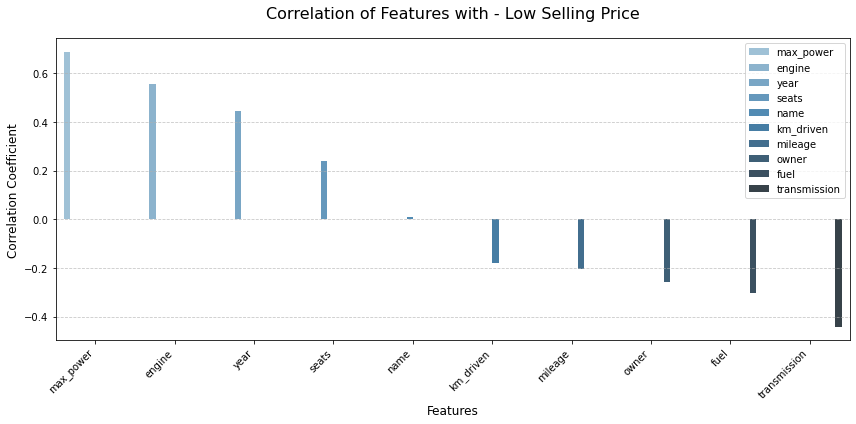 Correlation of Features with - Low Selling Price
Correlation Coefficient
0.6
0.4
0.2
0.0
−0.2
−0.4
max_power
engine
year
seats
name
km_driven
mileage
owner
fuel
transmission
max_power
engine
year
seats
name
km_driven
mileage
owner
fuel
transmission
Features